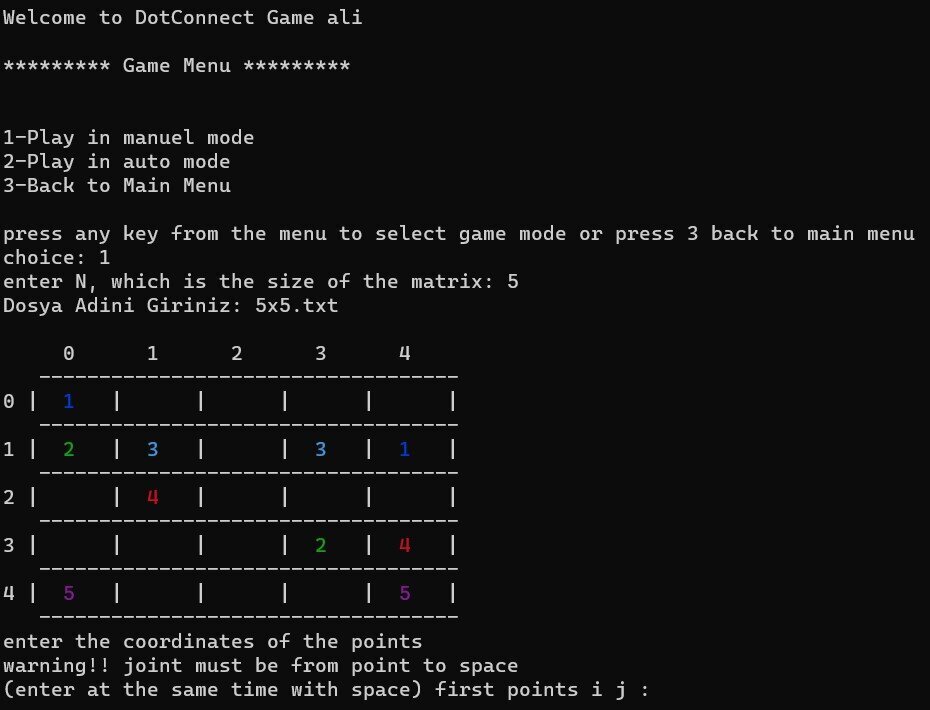 Welcome to DotConnect Game ali
********* Game Menu *********
1-Play in manuel mode
2-Play in auto mode
3-Back to Main Menu
press any key from the menu to select game mode or press 3 back to main menu
choice: 1
enter N, which is the size of the matrix: 5
Dosya Adini Giriniz: 5x5.txt
0 1 2 3 4
-----------------------------------
0 | 1 | | | | |
-----------------------------------
1 | 2 | 3 | | 3 | 1 |
-----------------------------------
2 | | 4 | | | |
-----------------------------------
3 | | | | 2 | 4 |
-----------------------------------
4 | 5 | | | | 5 |
-----------------------------------
enter the coordinates of the points
warning!! joint must be from point to space
(enter at the same time with space) first points i j :